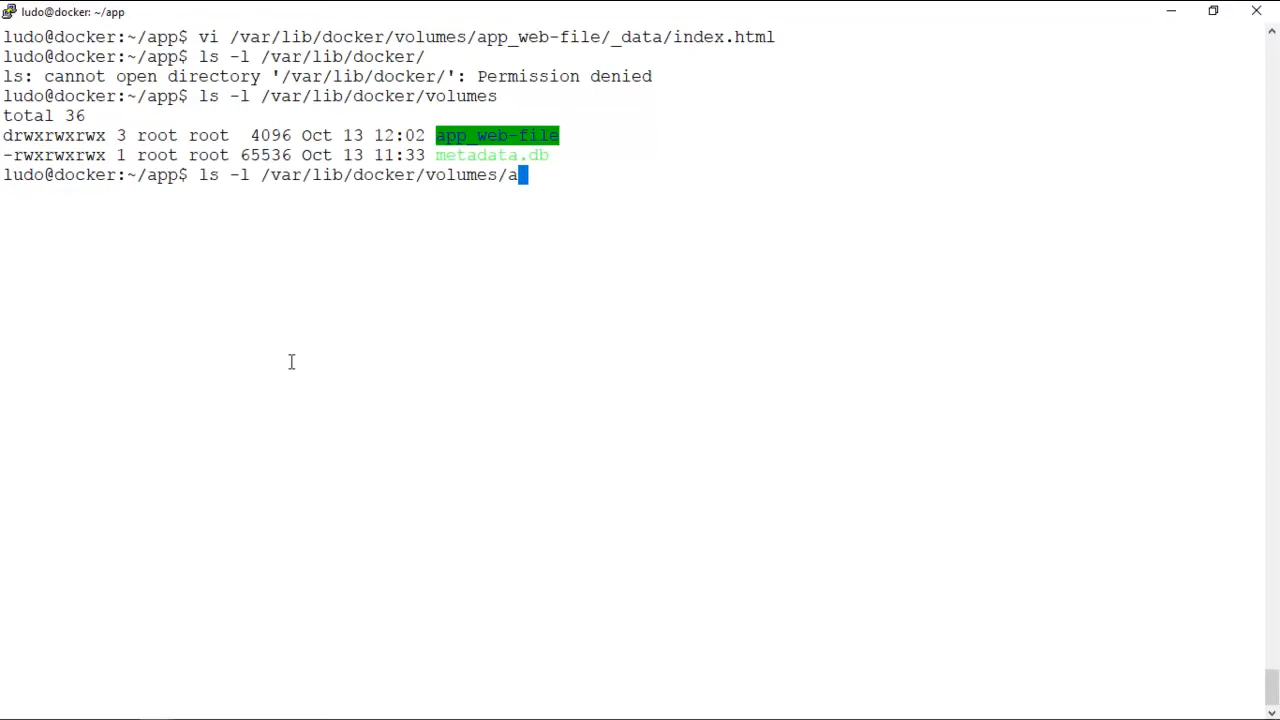 ludo@docker: ~/app
ludo@docker:~/app$ vi /var/lib/docker/volumes/app_web-file/_data/index.html
ludo@docker:~/app$ ls -l /var/lib/docker/
ls: cannot open directory '/var/lib/docker/': Permission denied
ludo@docker:~/app$ ls -l /var/lib/docker/volumes
total 36
drwxrwxrwx 3 root root  4096 Oct 13 12:02 app_web-file
-rwxrwxrwx 1 root root 65536 Oct 13 11:33 metadata.db
ludo@docker:~/app$ ls -l /var/lib/docker/volumes/a